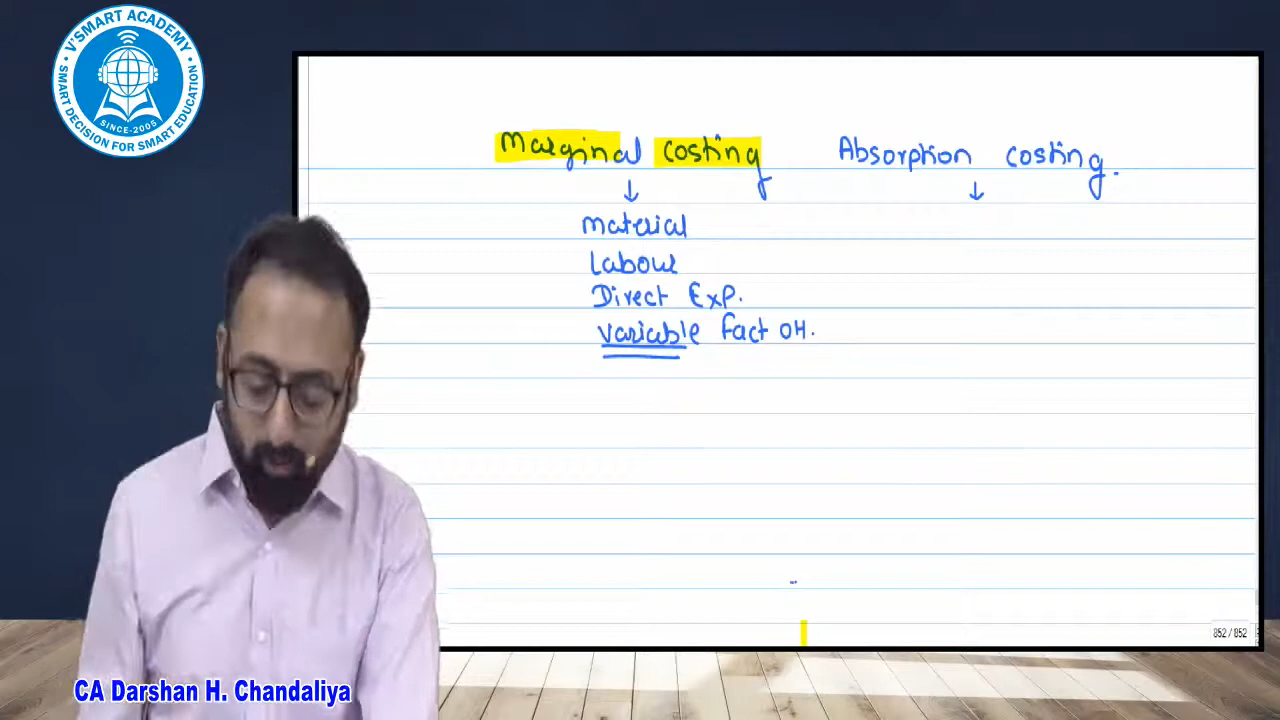 V'SMART ACADEMY
SMART DECISION FOR SMART EDUCATION
SINCE-2005
Marginal costing Absorption costing.
↓ ↓
Material
Labour
Direct Exp.
Variable Fact OH.
852 / 852
CA Darshan H. Chandaliya